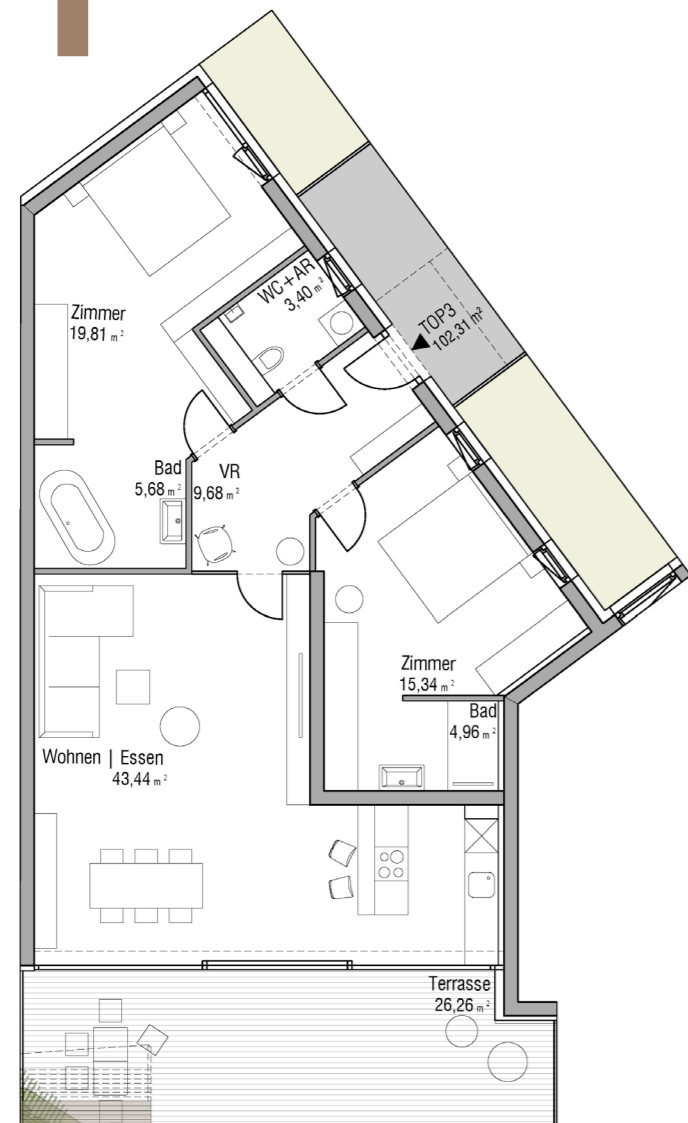 WC+AR
3,40 m²
Zimmer
19,81 m²
TOP3
102,31 m²
Bad
5,68 m²
VR
9,68 m²
Zimmer
15,34 m²
Bad
4,96 m²
Wohnen | Essen
43,44 m²
Terrasse
26,26 m²